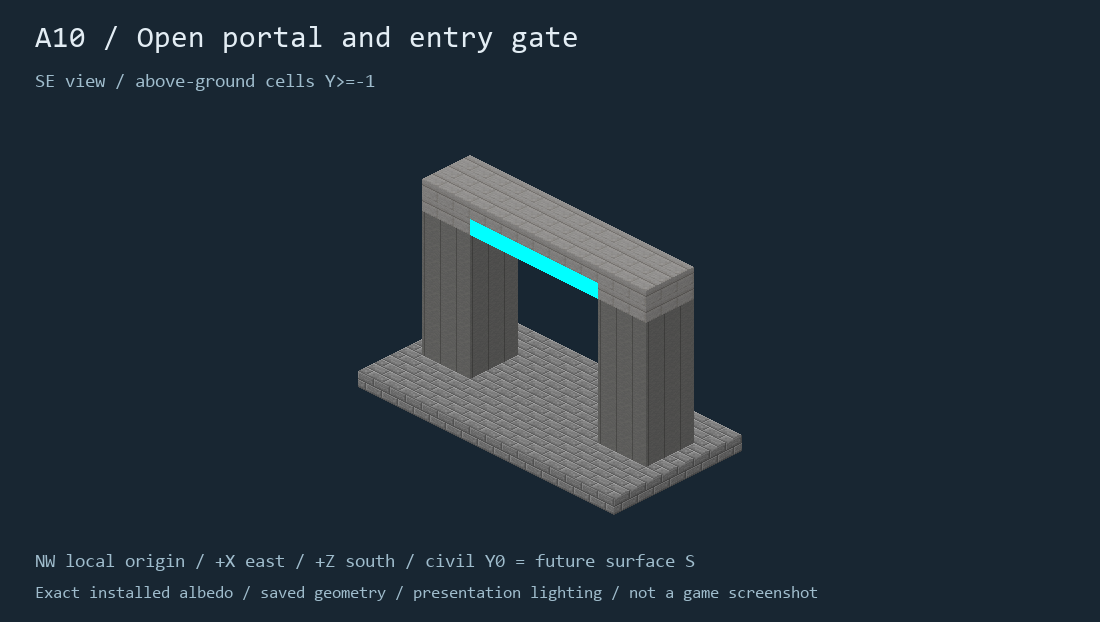 A10 / Open portal and entry gate
SE view / above-ground cells Y>=-1
NW local origin / +X east / +Z south / civil Y0 = future surface S
Exact installed albedo / saved geometry / presentation lighting / not a game screenshot